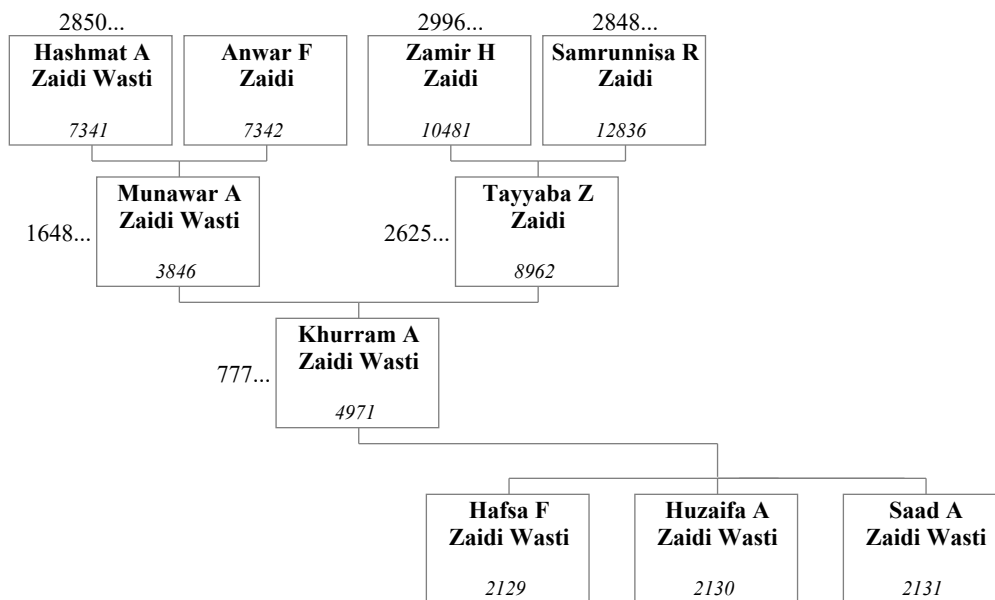 2850...
2996...
2848...
Hashmat A
Zaidi Wasti
7341
Anwar F
Zaidi
7342
Zamir H
Zaidi
10481
Samrunnisa R
Zaidi
12836
1648...
Munawar A
Zaidi Wasti
3846
2625...
Tayyaba Z
Zaidi
8962
777...
Khurram A
Zaidi Wasti
4971
Hafsa F
Zaidi Wasti
2129
Huzaifa A
Zaidi Wasti
2130
Saad A
Zaidi Wasti
2131